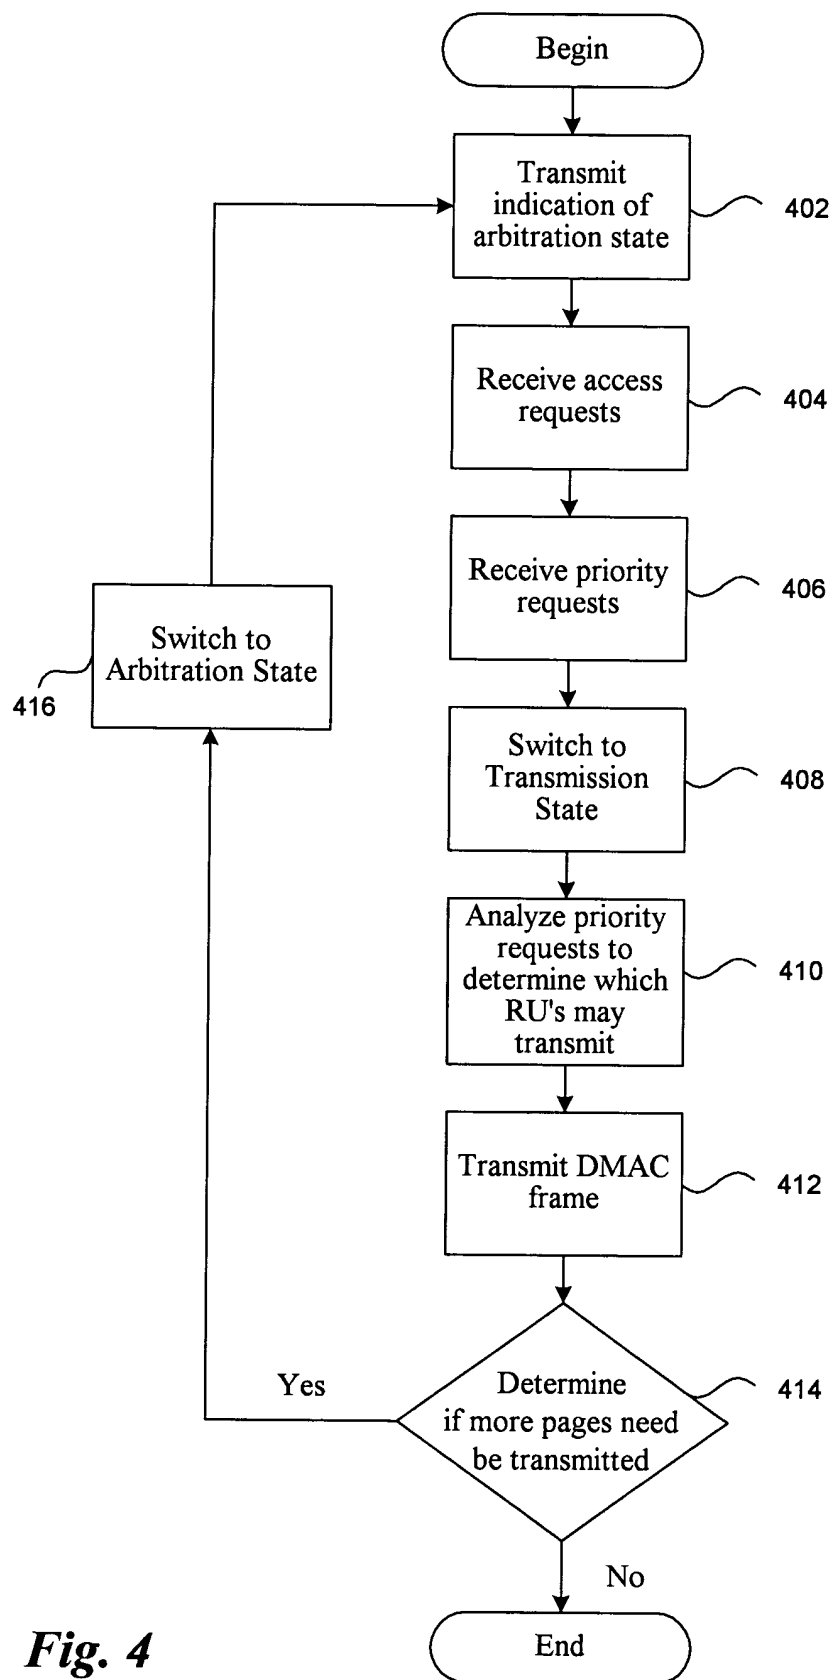 Begin
Transmit
indication of
arbitration state
402
Receive access
requests
404
Receive priority
requests
406
Switch to
Arbitration State
416
Switch to
Transmission
State
408
Analyze priority
requests to
determine which
RU's may
transmit
410
Transmit DMAC
frame
412
Determine
if more pages need
be transmitted
414
Yes
No
End
Fig. 4